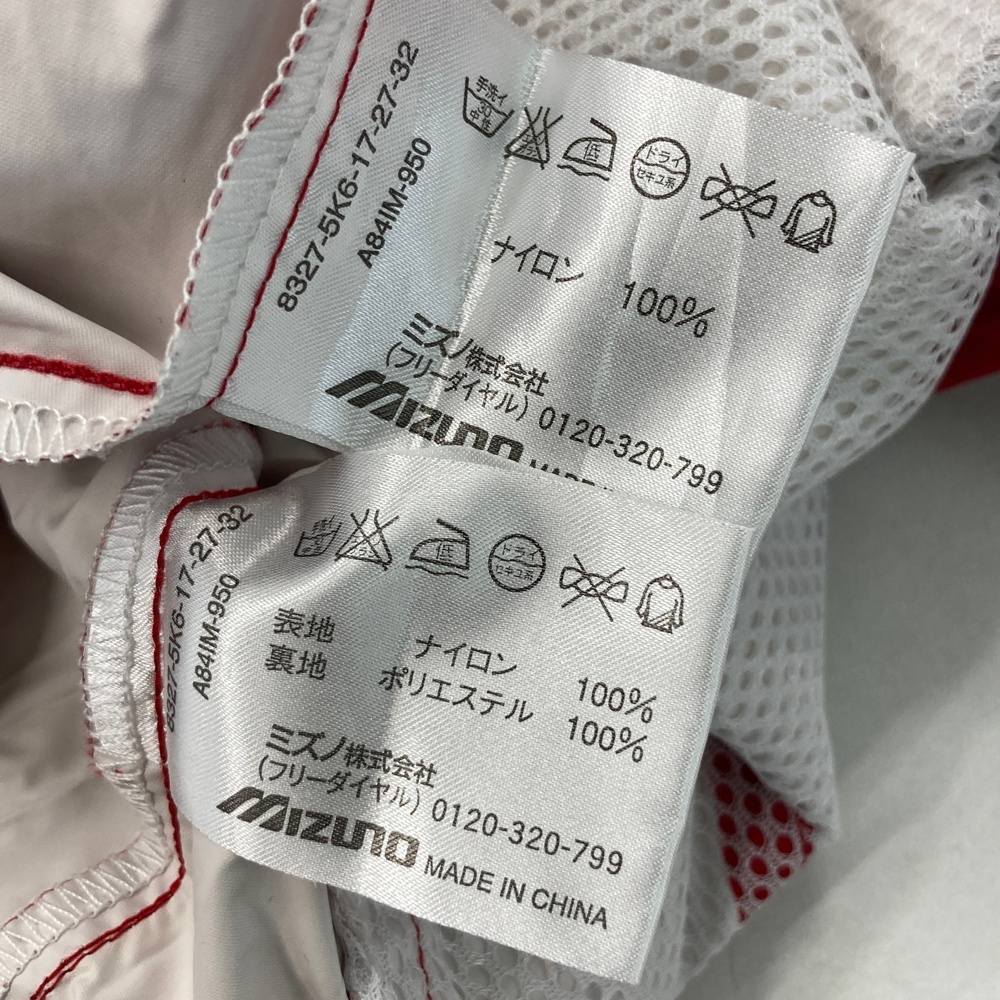 8327-5K6-17-27-32
A84IM-950
手洗イ
30
中性
低
ドライ
セキユ系
ナイロン 100%
ミズノ株式会社
(フリーダイヤル) 0120-320-799
MIZUNO
8327-5K6-17-27-32
A84IM-950
低
ドライ
セキユ系
表地 ナイロン 100%
裏地 ポリエステル 100%
ミズノ株式会社
(フリーダイヤル) 0120-320-799
MIZUNO MADE IN CHINA